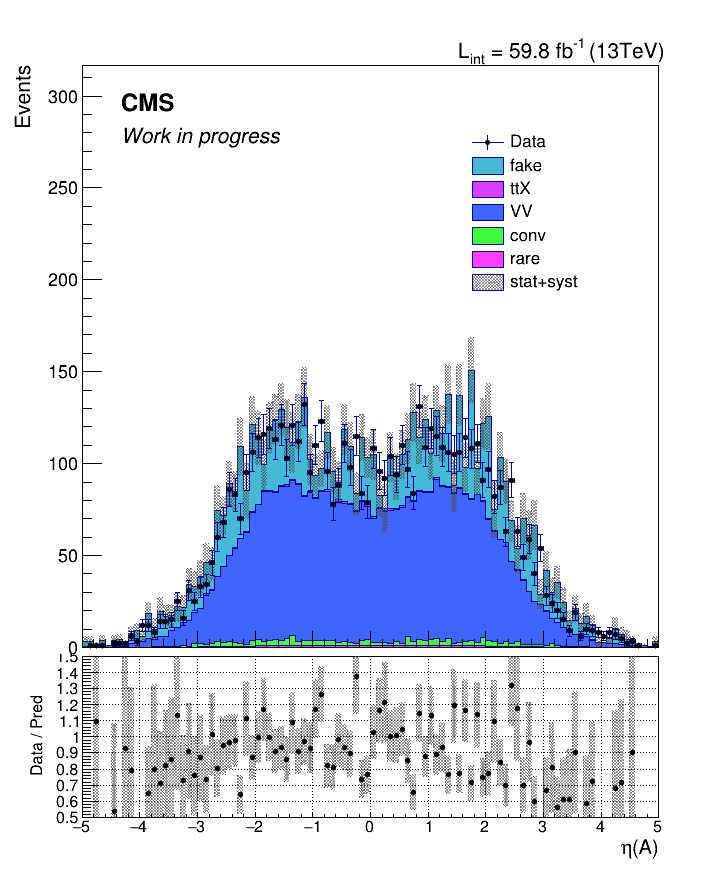 L_int = 59.8 fb^-1 (13TeV)
Events
CMS
Work in progress
Data
fake
ttX
VV
conv
rare
stat+syst
300
250
200
150
100
50
0
Data / Pred
1.5
1.4
1.3
1.2
1.1
1
0.9
0.8
0.7
0.6
0.5
−5 −4 −3 −2 −1 0 1 2 3 4 5
η(A)